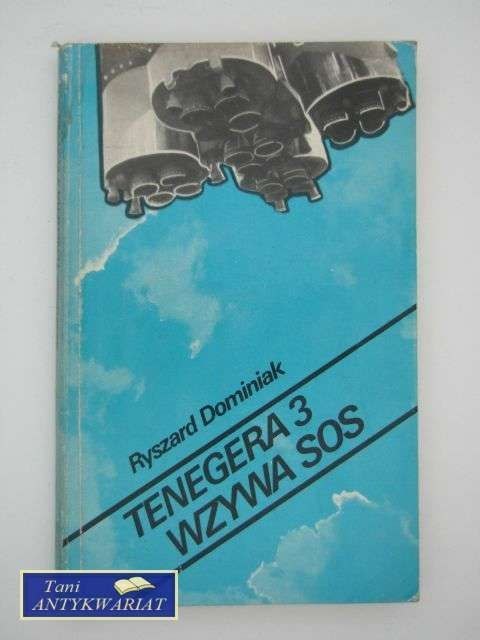 Ryszard Dominiak
TENEGERA 3
WZYWA SOS
Tani
ANTYKWARIAT